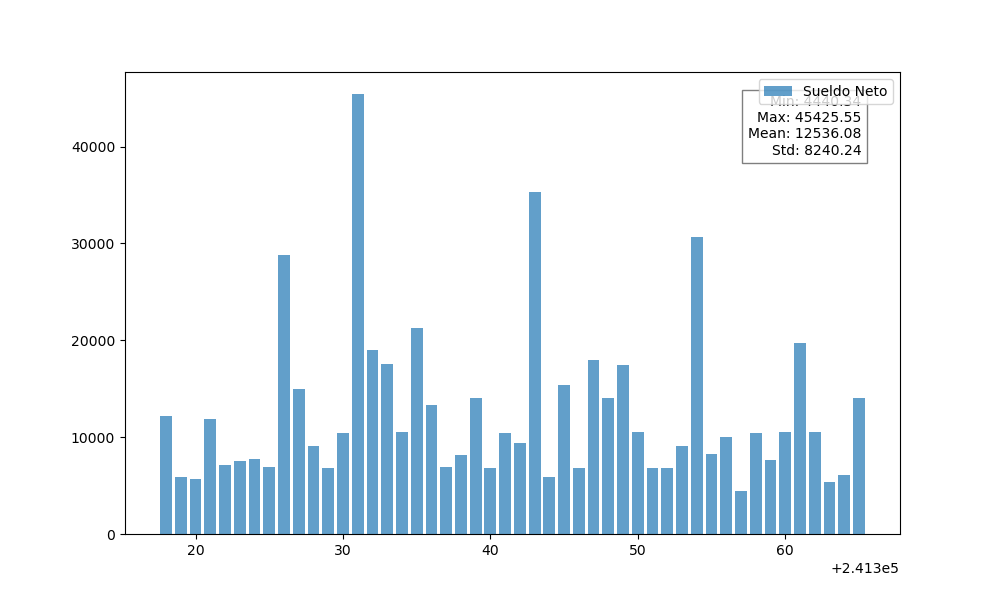 Sueldo Neto
Min: 4440.34
Max: 45425.55
Mean: 12536.08
Std: 8240.24
40000
30000
20000
10000
0
20 30 40 50 60
+2.413e5